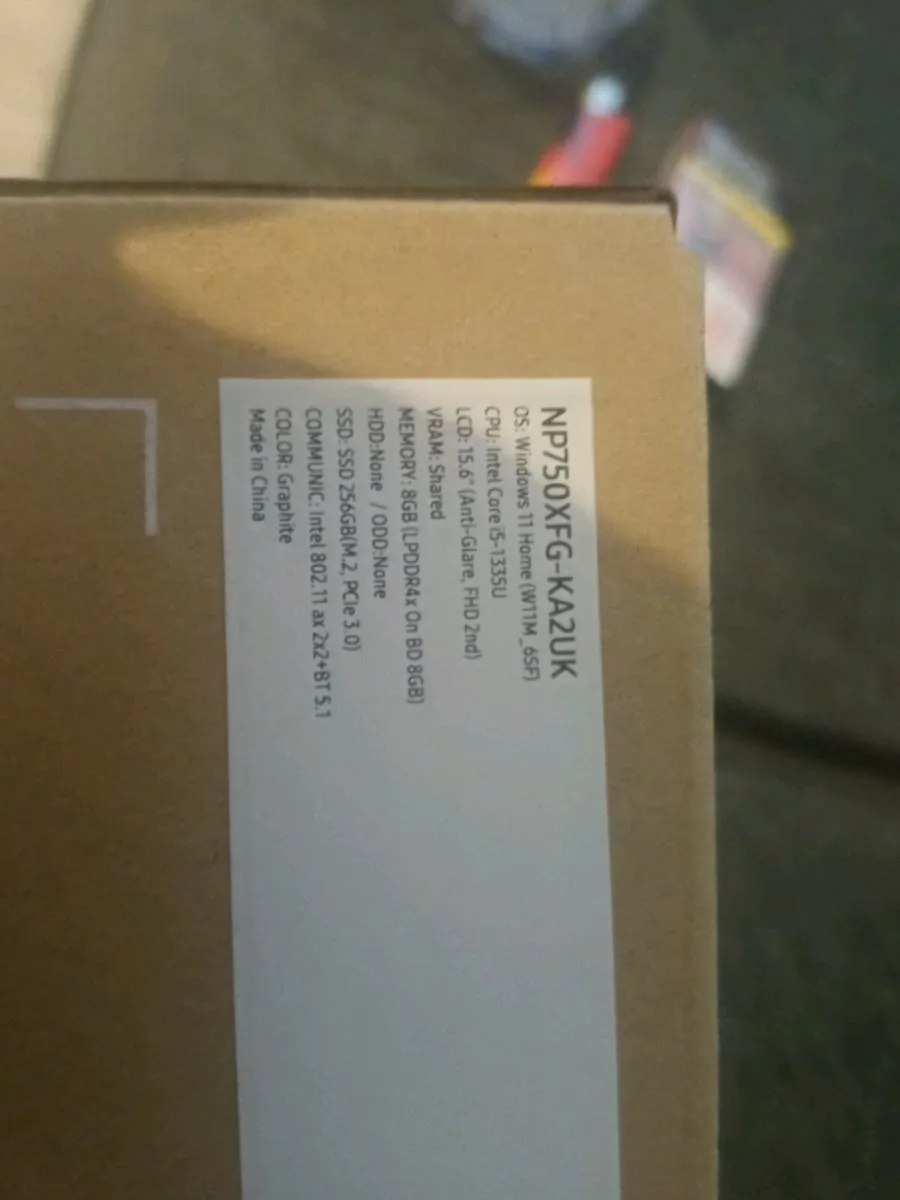 NP750XFG-KA2UK
OS: Windows 11 Home (W11M_6SF)
CPU: Intel Core i5-1335U
LCD: 15.6" (Anti-Glare, FHD 2nd)
VRAM: Shared
MEMORY: 8GB (LPDDR4x On BD 8GB)
HDD:None / ODD:None
SSD: SSD 256GB(M.2, PCIe 3.0)
COMMUNIC: Intel 802.11 ax 2x2+BT 5.1
COLOR: Graphite
Made in China